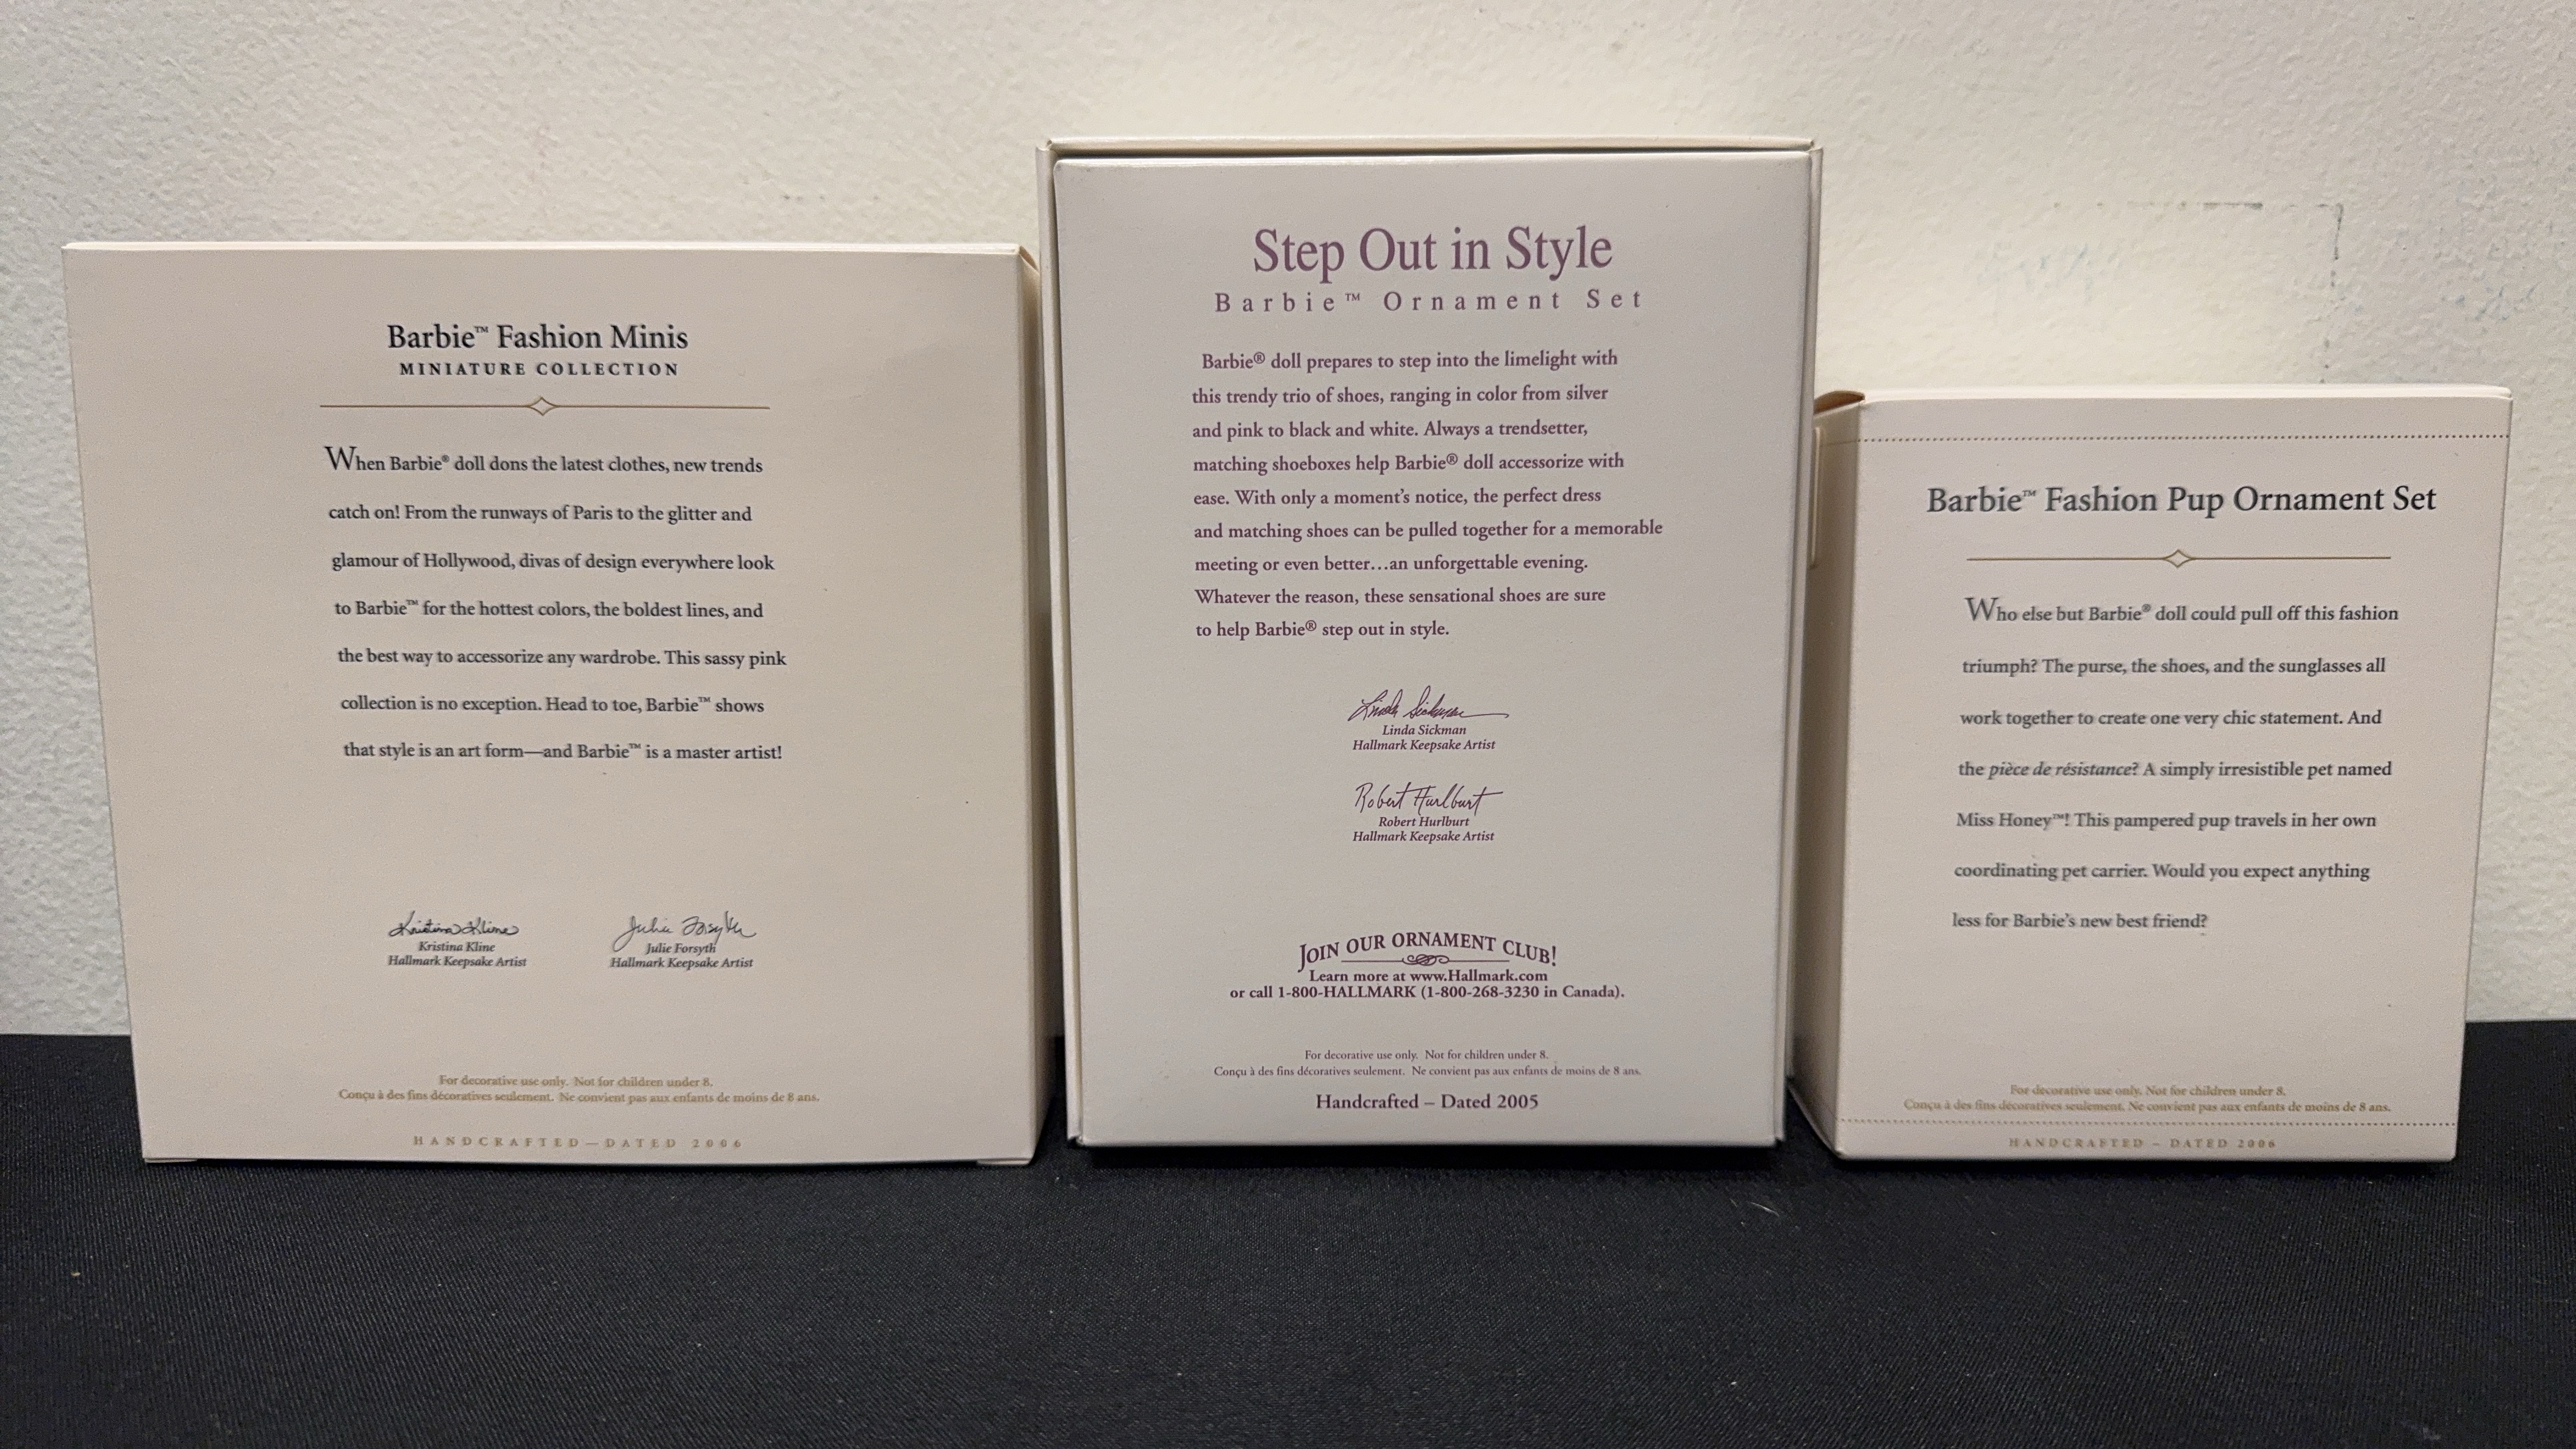 Barbie™ Fashion Minis
MINIATURE COLLECTION
When Barbie® doll dons the latest clothes, new trends
catch on! From the runways of Paris to the glitter and
glamour of Hollywood, divas of design everywhere look
to Barbie™ for the hottest colors, the boldest lines, and
the best way to accessorize any wardrobe. This sassy pink
collection is no exception. Head to toe, Barbie™ shows
that style is an art form—and Barbie™ is a master artist!
Kristina Kline Julie Forsyth
Kristina Kline Julie Forsyth
Hallmark Keepsake Artist Hallmark Keepsake Artist
For decorative use only. Not for children under 8.
Conçu à des fins décoratives seulement. Ne convient pas aux enfants de moins de 8 ans.
HANDCRAFTED—DATED 2006
Step Out in Style
Barbie™ Ornament Set
Barbie® doll prepares to step into the limelight with
this trendy trio of shoes, ranging in color from silver
and pink to black and white. Always a trendsetter,
matching shoeboxes help Barbie® doll accessorize with
ease. With only a moment's notice, the perfect dress
and matching shoes can be pulled together for a memorable
meeting or even better...an unforgettable evening.
Whatever the reason, these sensational shoes are sure
to help Barbie® step out in style.
Linda Sickman
Linda Sickman
Hallmark Keepsake Artist
Robert Hurlburt
Robert Hurlburt
Hallmark Keepsake Artist
JOIN OUR ORNAMENT CLUB!
Learn more at www.Hallmark.com
or call 1-800-HALLMARK (1-800-268-3230 in Canada).
For decorative use only. Not for children under 8.
Conçu à des fins décoratives seulement. Ne convient pas aux enfants de moins de 8 ans.
Handcrafted – Dated 2005
Barbie™ Fashion Pup Ornament Set
Who else but Barbie® doll could pull off this fashion
triumph? The purse, the shoes, and the sunglasses all
work together to create one very chic statement. And
the pièce de résistance? A simply irresistible pet named
Miss Honey™! This pampered pup travels in her own
coordinating pet carrier. Would you expect anything
less for Barbie's new best friend?
For decorative use only. Not for children under 8.
Conçu à des fins décoratives seulement. Ne convient pas aux enfants de moins de 8 ans.
HANDCRAFTED – DATED 2006